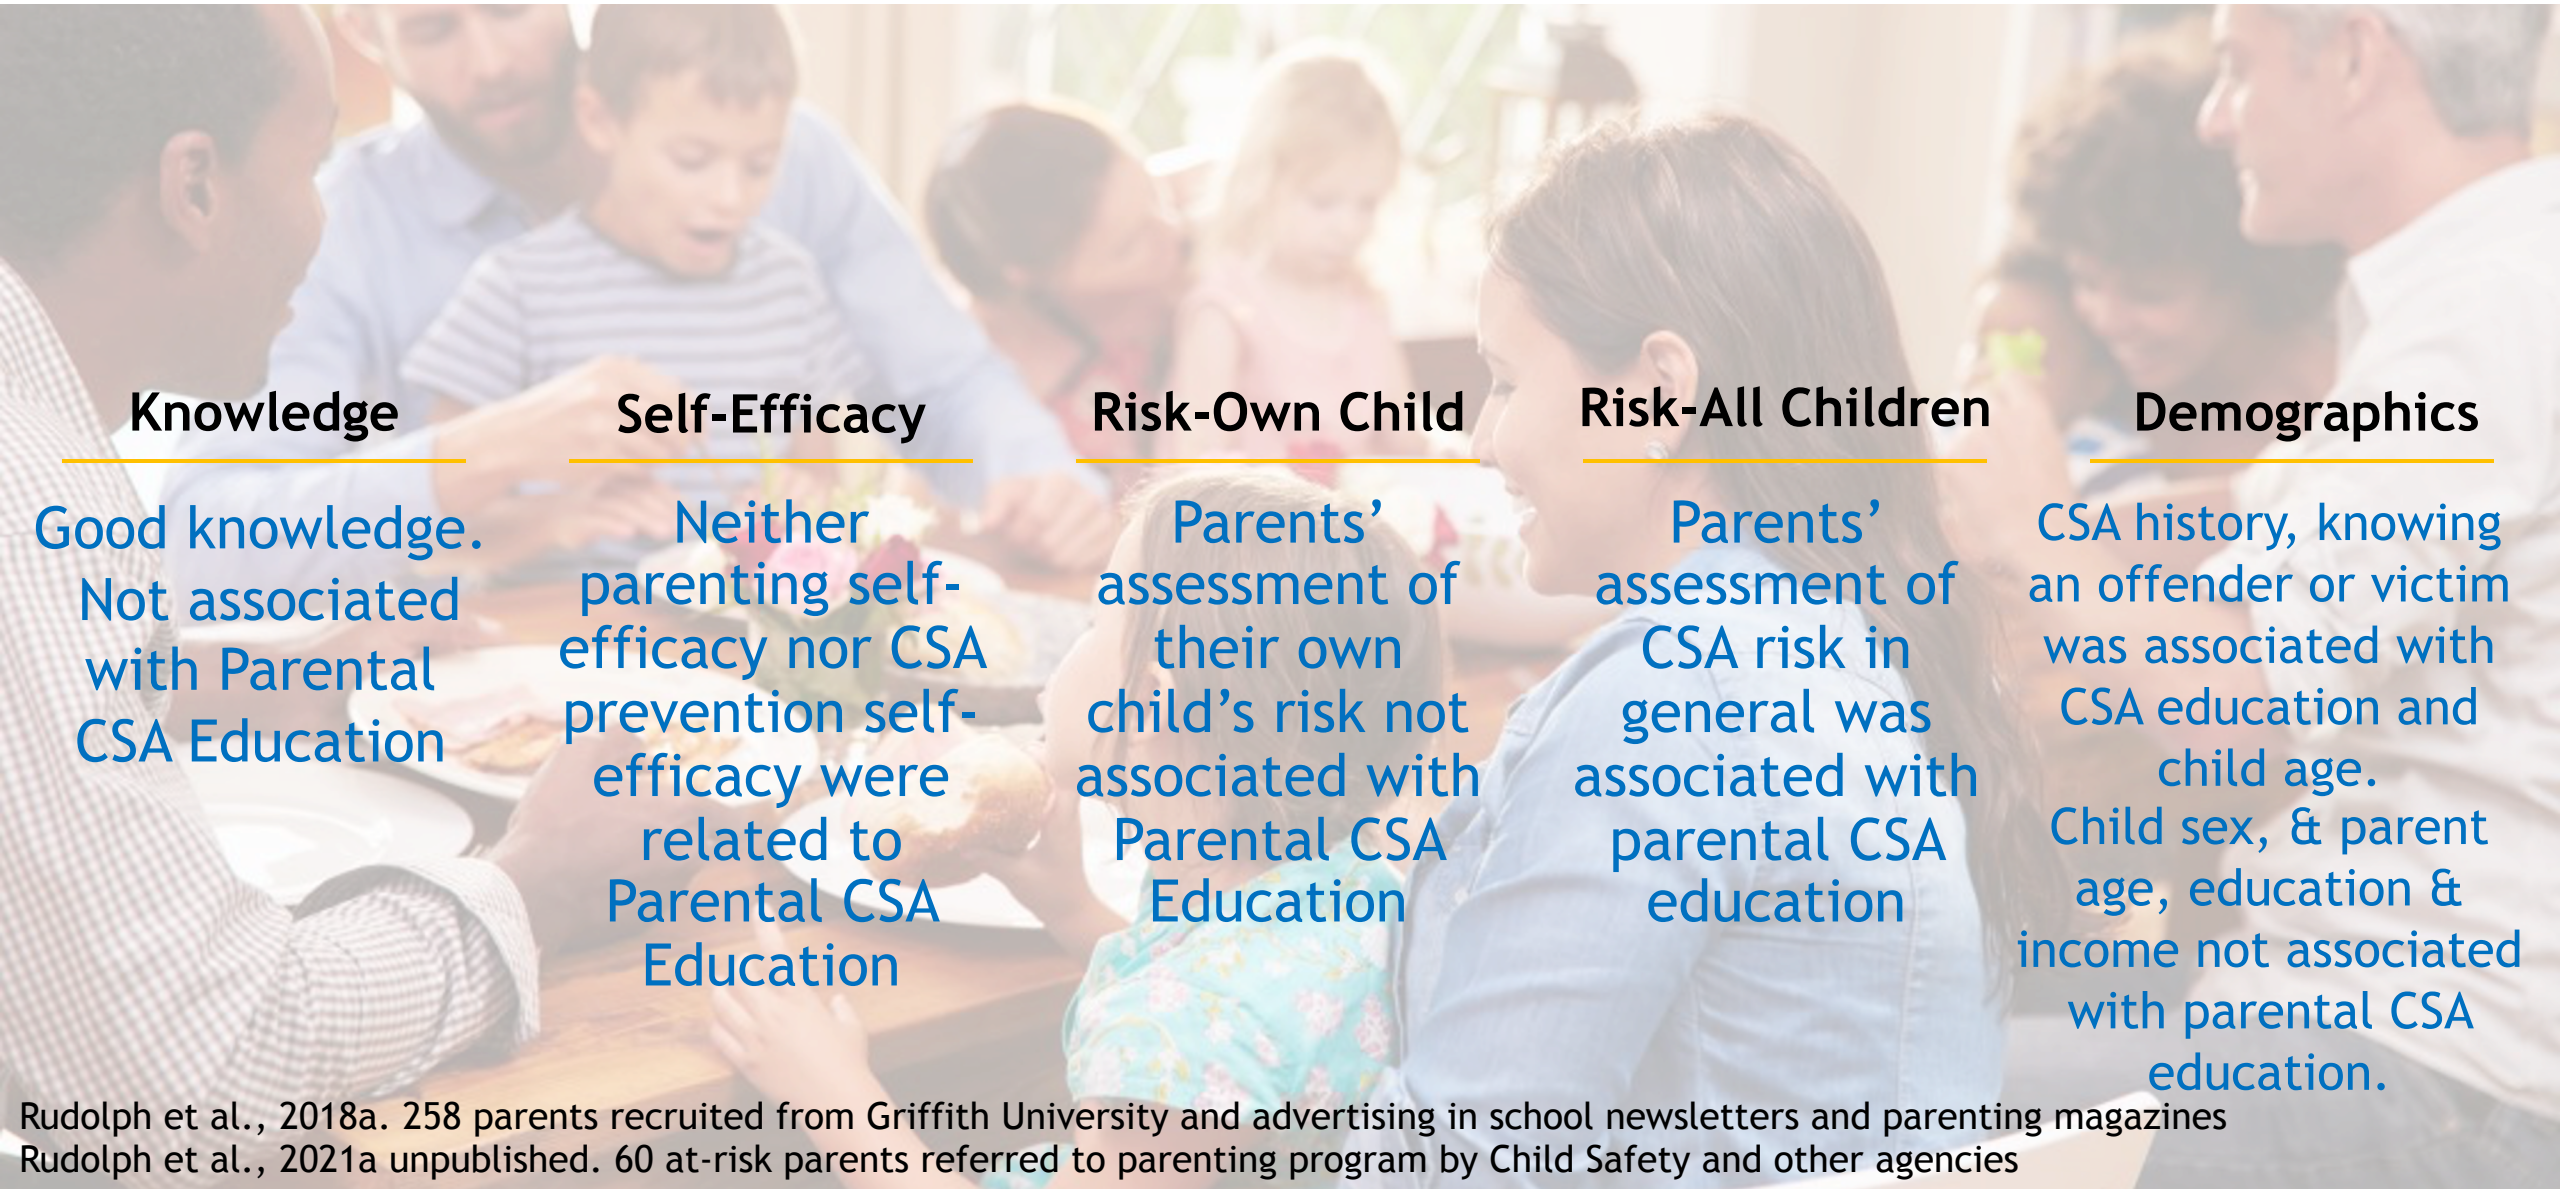 Knowledge
Good knowledge.
Not associated
with Parental
CSA Education
Self-Efficacy
Neither
parenting self-
efficacy nor CSA
prevention self-
efficacy were
related to
Parental CSA
Education
Risk-Own Child
Parents’
assessment of
their own
child’s risk not
associated with
Parental CSA
Education
Risk-All Children
Parents’
assessment of
CSA risk in
general was
associated with
parental CSA
education
Demographics
CSA history, knowing
an offender or victim
was associated with
CSA education and
child age.
Child sex, & parent
age, education &
income not associated
with parental CSA
education.
Rudolph et al., 2018a. 258 parents recruited from Griffith University and advertising in school newsletters and parenting magazines
Rudolph et al., 2021a unpublished. 60 at-risk parents referred to parenting program by Child Safety and other agencies